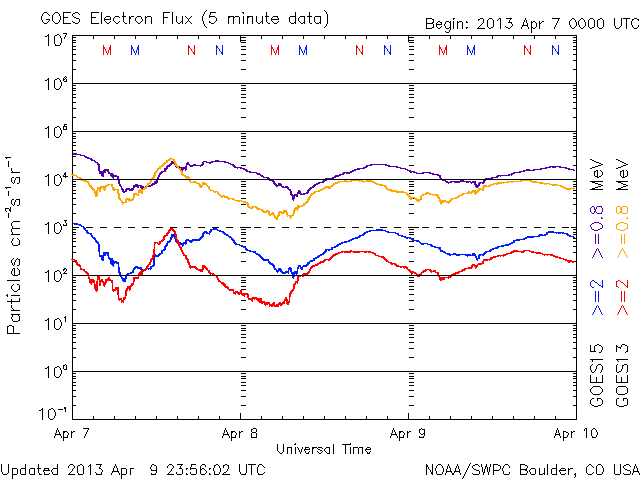 GOES Electron Flux (5 minute data)
Begin: 2013 Apr 7 0000 UTC
10^7
M M N N M M N N M M N N
10^6
10^5
10^4
10^3
10^2
10^1
10^0
10^-1
Particles cm^-2s^-1sr^-1
Apr 7 Apr 8 Apr 9 Apr 10
Universal Time
GOES15 >=2 >=0.8 MeV
GOES13 >=2 >=0.8 MeV
Updated 2013 Apr 9 23:56:02 UTC
NOAA/SWPC Boulder, CO USA